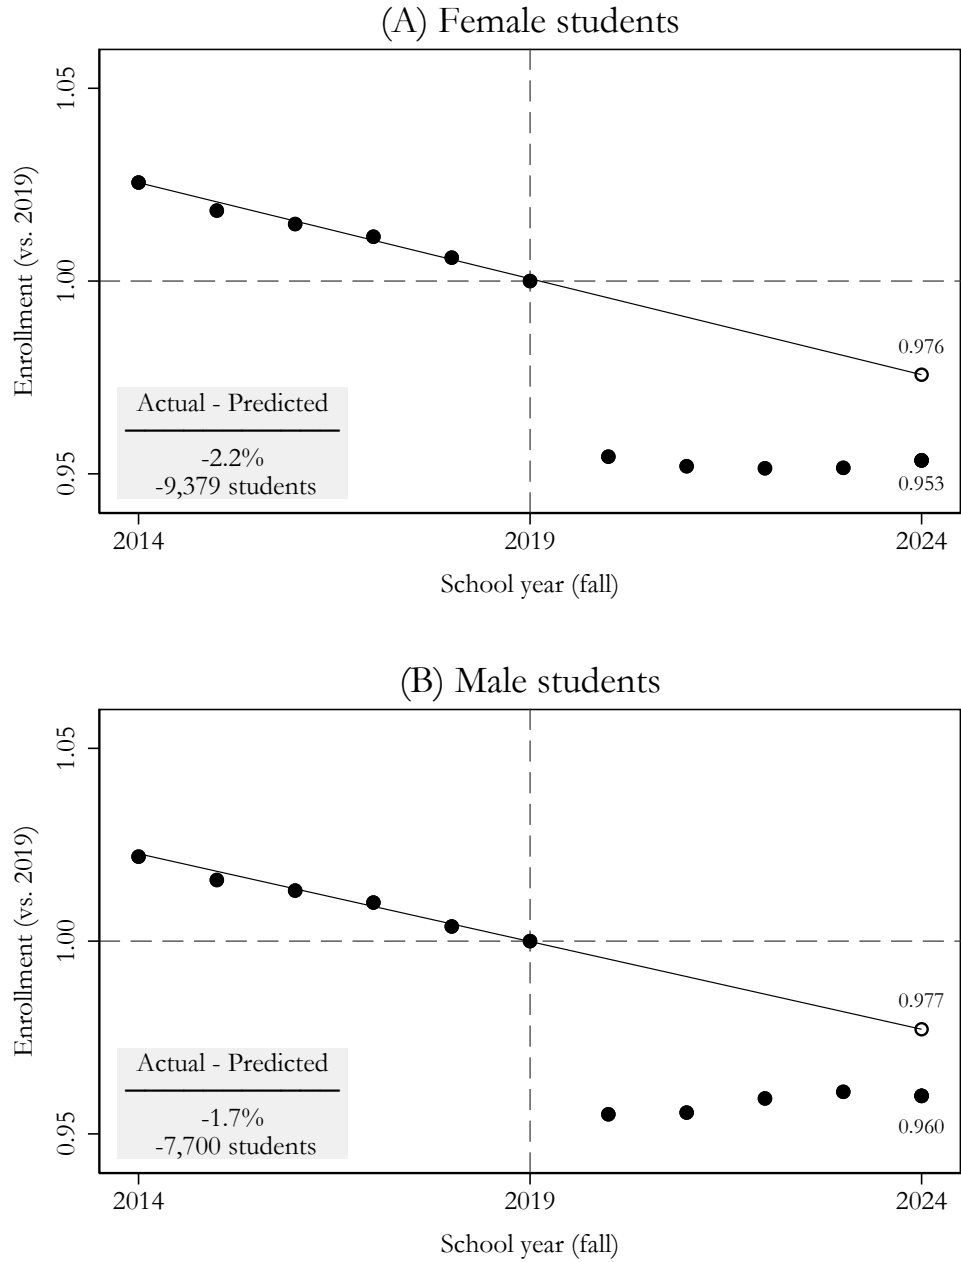 (A) Female students
1.05
1.00
0.95
Enrollment (vs. 2019)
0.976
0.953
Actual - Predicted
-2.2%
-9,379 students
2014
2019
2024
School year (fall)
(B) Male students
1.05
1.00
0.95
Enrollment (vs. 2019)
0.977
0.960
Actual - Predicted
-1.7%
-7,700 students
2014
2019
2024
School year (fall)